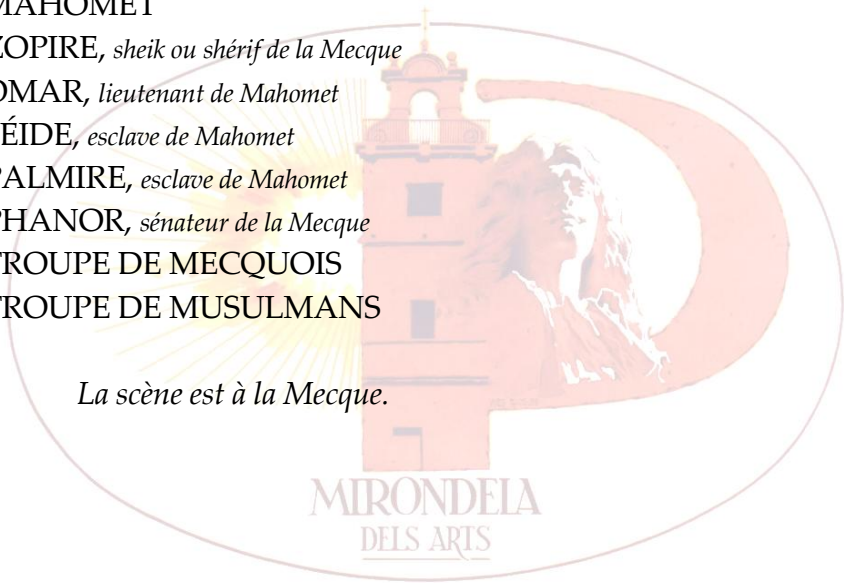 MAHOMET
ZOPIRE, sheik ou shérif de la Mecque
OMAR, lieutenant de Mahomet
ÉIDE, esclave de Mahomet
PALMIRE, esclave de Mahomet
PHANOR, sénateur de la Mecque
TROUPE DE MECQUOIS
TROUPE DE MUSULMANS
La scène est à la Mecque.
MIRONDELA
DELS ARTS